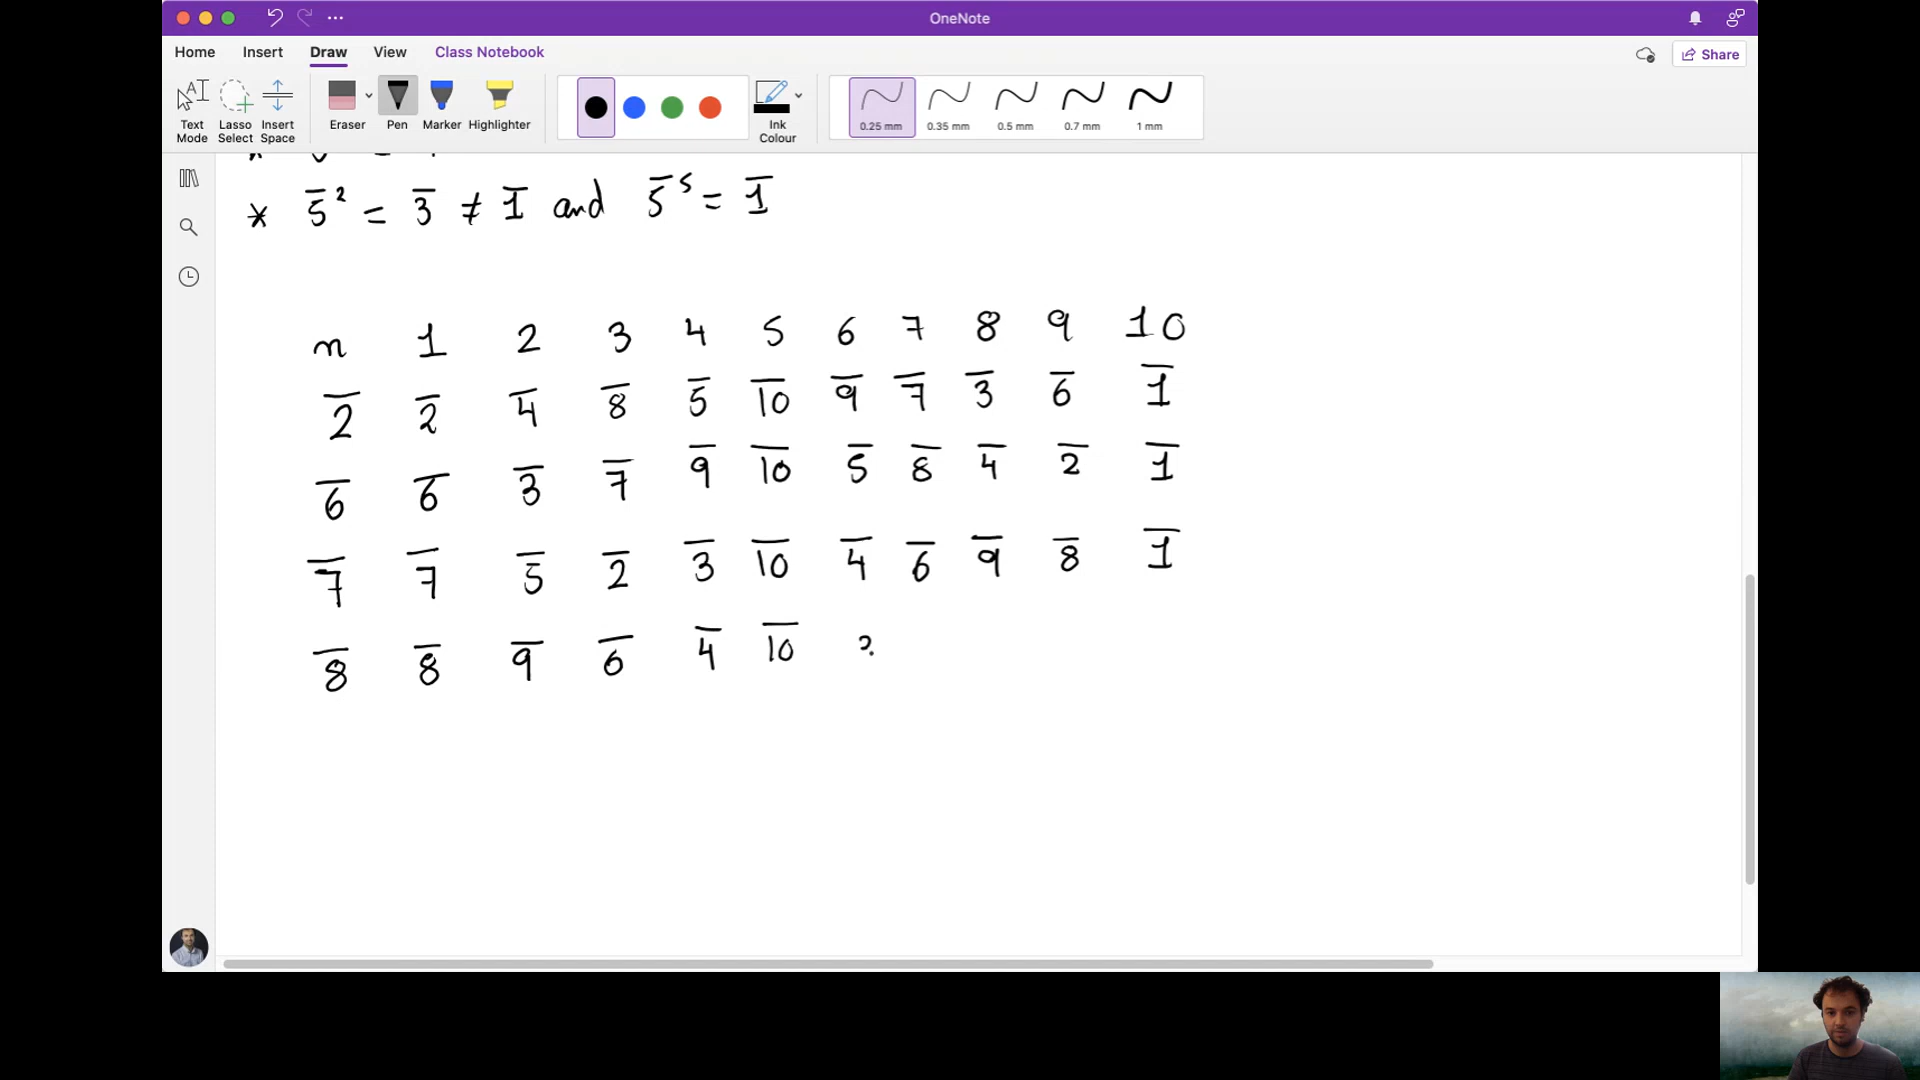 OneNote
Home Insert Draw View Class Notebook Share
Text Mode Lasso Select Insert Space Eraser Pen Marker Highlighter Ink Colour 0.25 mm 0.35 mm 0.5 mm 0.7 mm 1 mm
* 5̅² = 3̅ ≠ 1̅ and 5̅⁵ = 1̅
n 1 2 3 4 5 6 7 8 9 10
2̅ 2̅ 4̅ 8̅ 5̅ 1̅0̅ 9̅ 7̅ 3̅ 6̅ 1̅
6̅ 6̅ 3̅ 7̅ 9̅ 1̅0̅ 5̅ 8̅ 4̅ 2̅ 1̅
7̅ 7̅ 5̅ 2̅ 3̅ 1̅0̅ 4̅ 6̅ 9̅ 8̅ 1̅
8̅ 8̅ 9̅ 6̅ 4̅ 1̅0̅